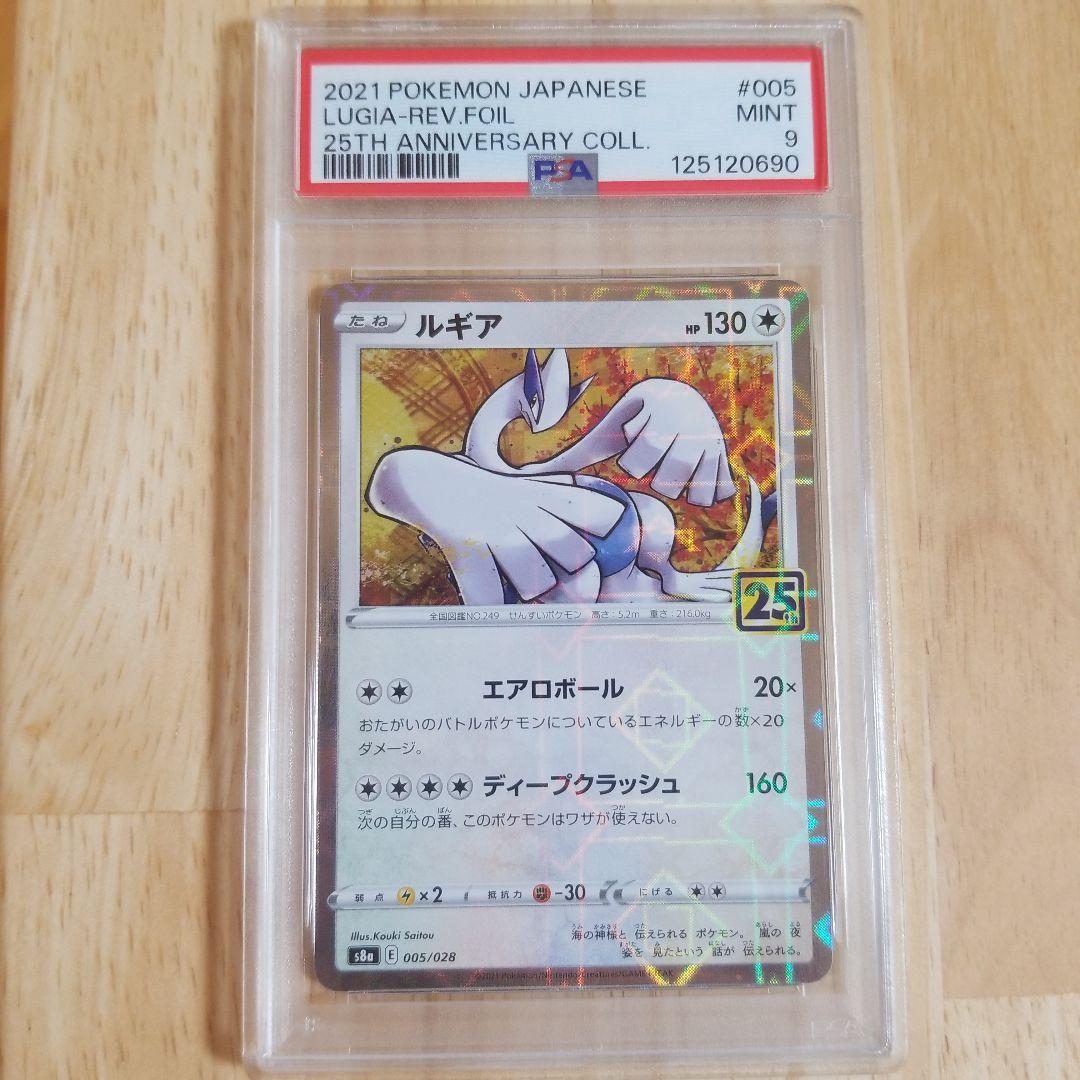 2021 POKEMON JAPANESE #005
LUGIA-REV.FOIL MINT
25TH ANNIVERSARY COLL. 9
PSA 125120690
たね ルギア HP 130
全国図鑑NO.249 せんすいポケモン 高さ:5.2m 重さ:216.0kg
25th
エアロボール 20×
おたがいのバトルポケモンについているエネルギーの数×20
ダメージ。
ディープクラッシュ 160
次の自分の番、このポケモンはワザが使えない。
弱点 ×2 抵抗力 -30 にげる
Illus.Kouki Saitou
海の神様と 伝えられる ポケモン。 嵐の 夜
姿を 見たという 話が 伝えられる。
s8a E 005/028
©2021 Pokémon/Nintendo/Creatures/GAME FREAK